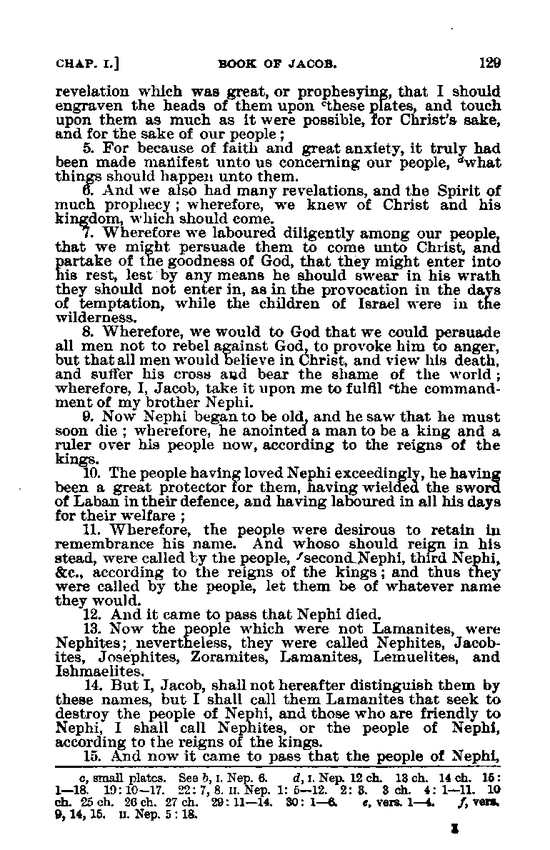 CHAP. I.] BOOK OF JACOB. 129
revelation which was great, or prophesying, that I should
engraven the heads of them upon ᶜthese plates, and touch
upon them as much as it were possible, for Christ's sake,
and for the sake of our people;
5. For because of faith and great anxiety, it truly had
been made manifest unto us concerning our people, ᵈwhat
things should happen unto them.
6. And we also had many revelations, and the Spirit of
much prophecy; wherefore, we knew of Christ and his
kingdom, which should come.
7. Wherefore we laboured diligently among our people,
that we might persuade them to come unto Christ, and
partake of the goodness of God, that they might enter into
his rest, lest by any means he should swear in his wrath
they should not enter in, as in the provocation in the days
of temptation, while the children of Israel were in the
wilderness.
8. Wherefore, we would to God that we could persuade
all men not to rebel against God, to provoke him to anger,
but that all men would believe in Christ, and view his death,
and suffer his cross and bear the shame of the world;
wherefore, I, Jacob, take it upon me to fulfil ᵉthe command-
ment of my brother Nephi.
9. Now Nephi began to be old, and he saw that he must
soon die; wherefore, he anointed a man to be a king and a
ruler over his people now, according to the reigns of the
kings.
10. The people having loved Nephi exceedingly, he having
been a great protector for them, having wielded the sword
of Laban in their defence, and having laboured in all his days
for their welfare;
11. Wherefore, the people were desirous to retain in
remembrance his name. And whoso should reign in his
stead, were called by the people, ᶠsecond Nephi, third Nephi,
&c., according to the reigns of the kings; and thus they
were called by the people, let them be of whatever name
they would.
12. And it came to pass that Nephi died.
13. Now the people which were not Lamanites, were
Nephites; nevertheless, they were called Nephites, Jacob-
ites, Josephites, Zoramites, Lamanites, Lemuelites, and
Ishmaelites.
14. But I, Jacob, shall not hereafter distinguish them by
these names, but I shall call them Lamanites that seek to
destroy the people of Nephi, and those who are friendly to
Nephi, I shall call Nephites, or the people of Nephi,
according to the reigns of the kings.
15. And now it came to pass that the people of Nephi,
c, small plates. See b, I. Nep. 6. d, I. Nep. 12 ch. 13 ch. 14 ch. 15:
1—18. 19: 10—17. 22: 7, 8. II. Nep. 1: 5—12. 2: 3. 3 ch. 4: 1—11. 10
ch. 25 ch. 26 ch. 27 ch. 29: 11—14. 30: 1—6. e, vers. 1—4. f, vers.
9, 14, 15. II. Nep. 5: 18.
I